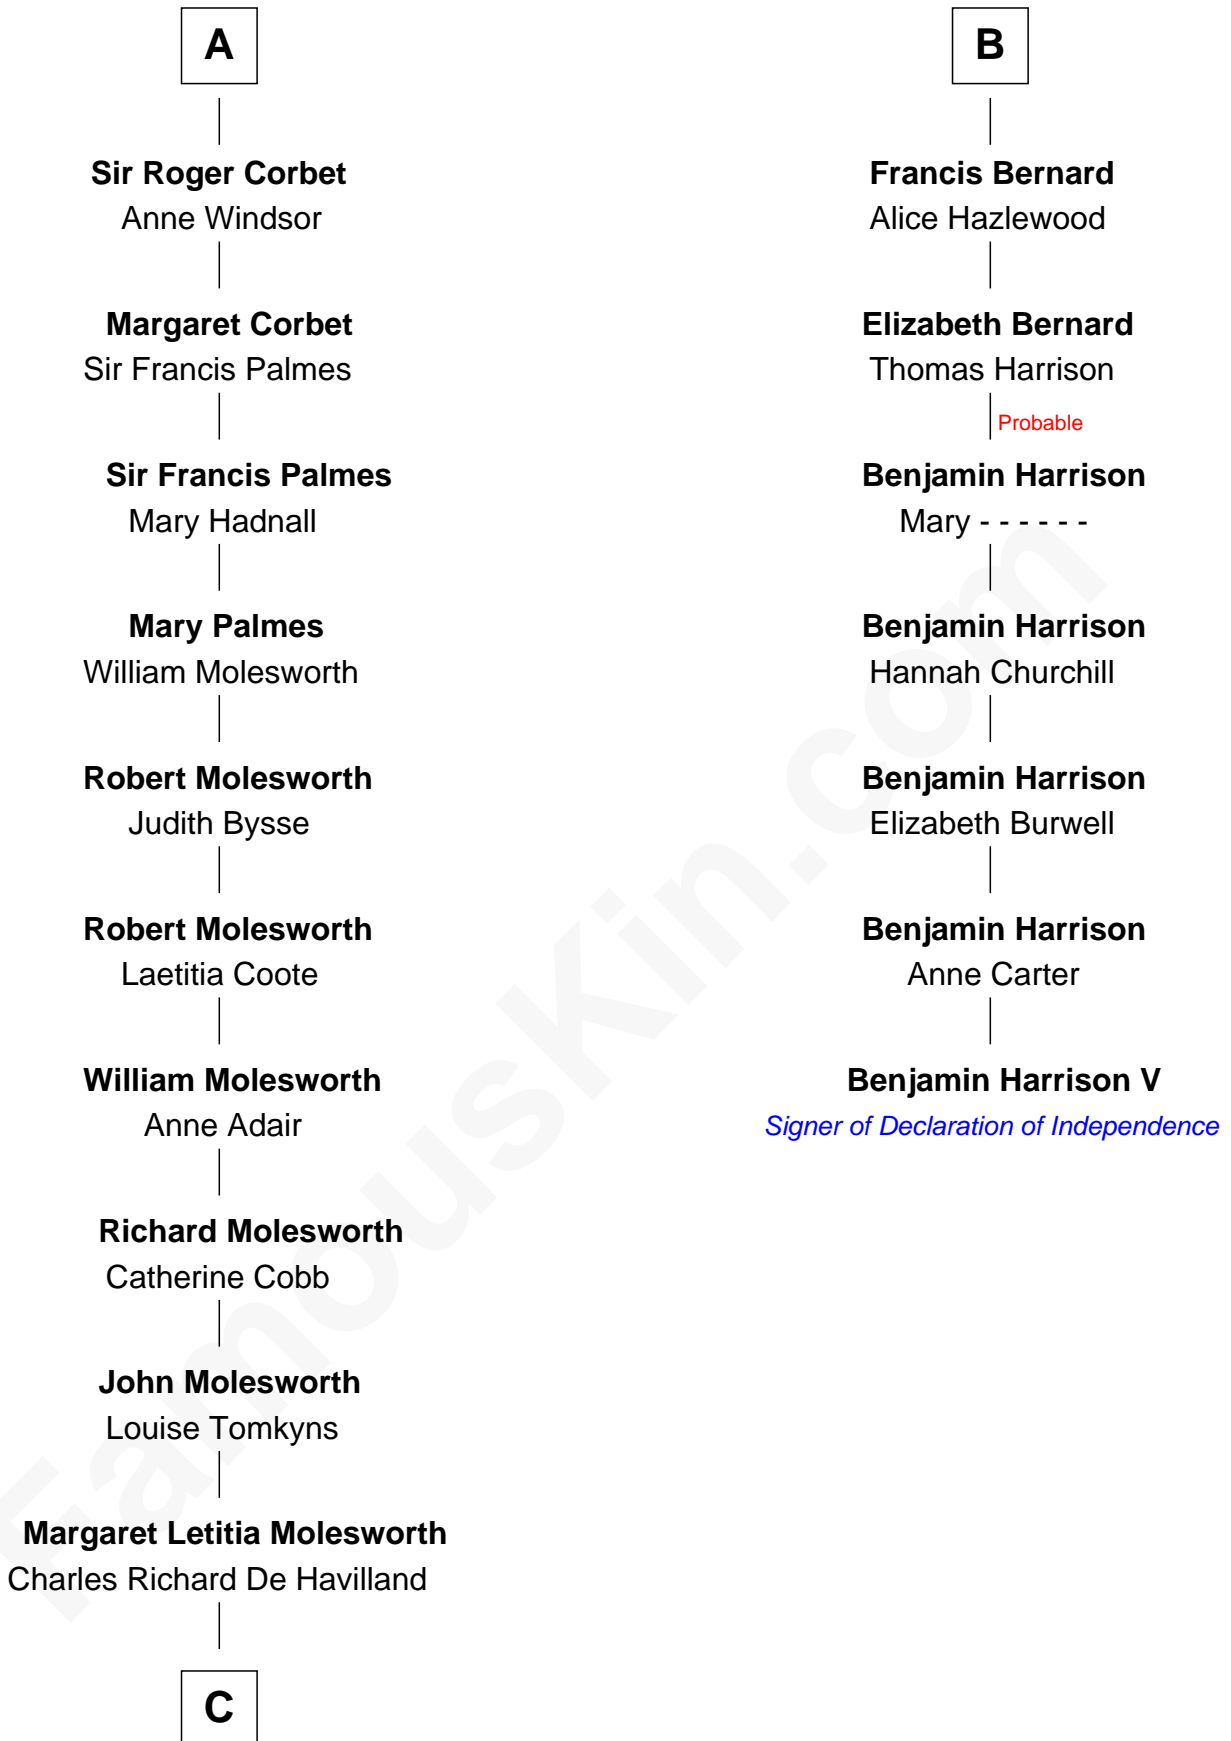 A
Sir Roger Corbet
Anne Windsor
Margaret Corbet
Sir Francis Palmes
Sir Francis Palmes
Mary Hadnall
Mary Palmes
William Molesworth
Robert Molesworth
Judith Bysse
Robert Molesworth
Laetitia Coote
William Molesworth
Anne Adair
Richard Molesworth
Catherine Cobb
John Molesworth
Louise Tomkyns
Margaret Letitia Molesworth
Charles Richard De Havilland
C
B
Francis Bernard
Alice Hazlewood
Elizabeth Bernard
Thomas Harrison
Probable
Benjamin Harrison
Mary - - - - - -
Benjamin Harrison
Hannah Churchill
Benjamin Harrison
Elizabeth Burwell
Benjamin Harrison
Anne Carter
Benjamin Harrison V
Signer of Declaration of Independence
FamousKin.com